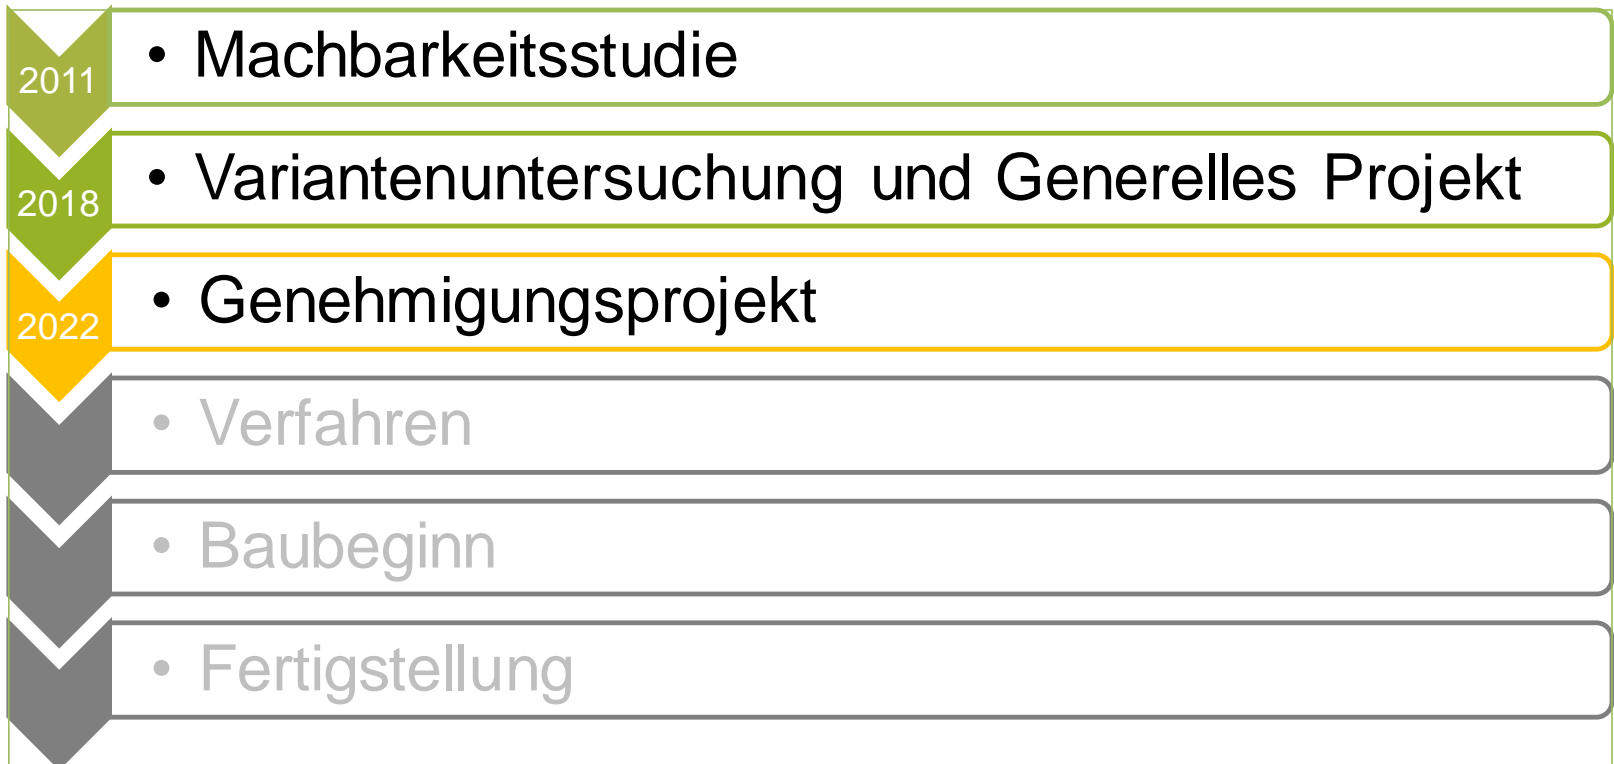 2011
• Machbarkeitsstudie
2018
• Variantenuntersuchung und Generelles Projekt
2022
• Genehmigungsprojekt
• Verfahren
• Baubeginn
• Fertigstellung